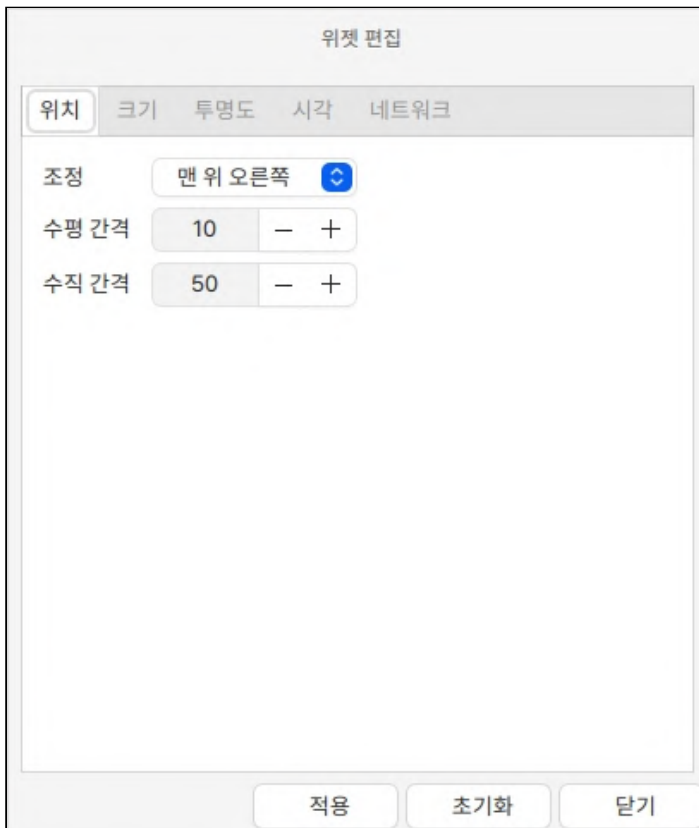 위젯 편집
위치 크기 투명도 시각 네트워크
조정 맨 위 오른쪽
수평 간격 10 − +
수직 간격 50 − +
적용 초기화 닫기